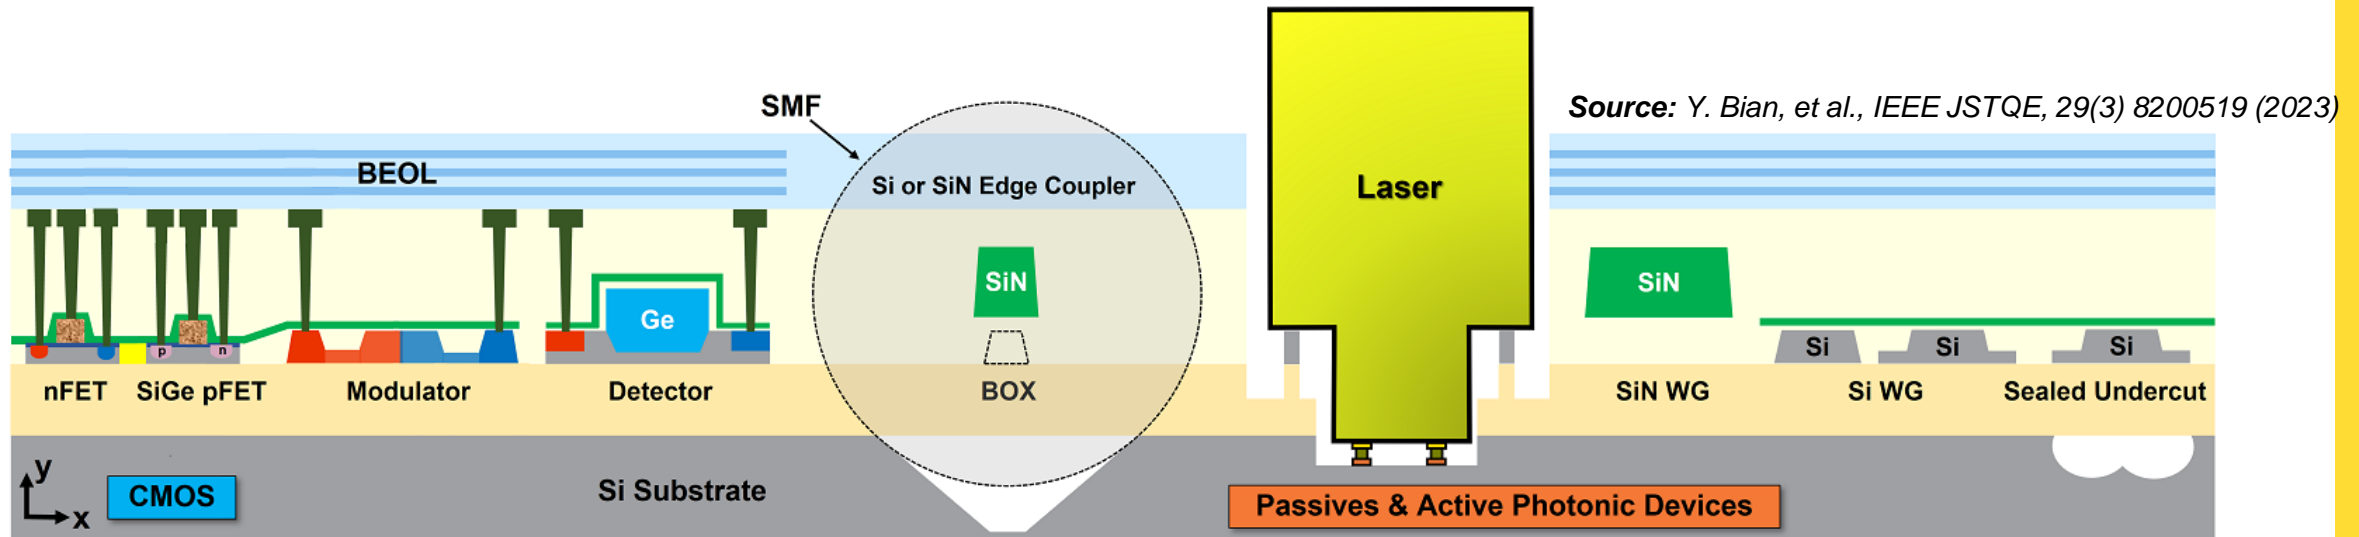 SMF
Source: Y. Bian, et al., IEEE JSTQE, 29(3) 8200519 (2023)
BEOL
Si or SiN Edge Coupler
Laser
SiN
SiN
Ge
p
n
Si
Si
Si
nFET
SiGe pFET
Modulator
Detector
BOX
SiN WG
Si WG
Sealed Undercut
y
x
CMOS
Si Substrate
Passives & Active Photonic Devices